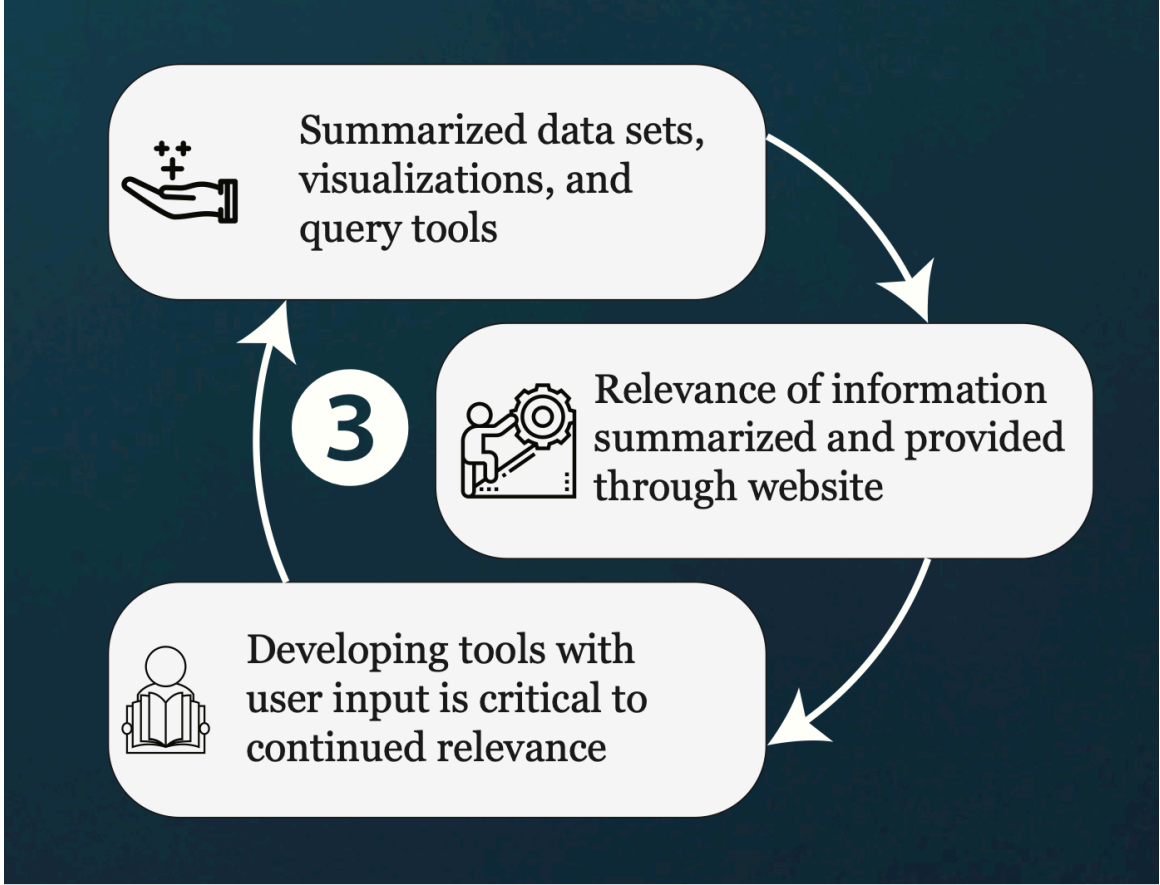 Summarized data sets,
visualizations, and
query tools
3
Relevance of information
summarized and provided
through website
Developing tools with
user input is critical to
continued relevance